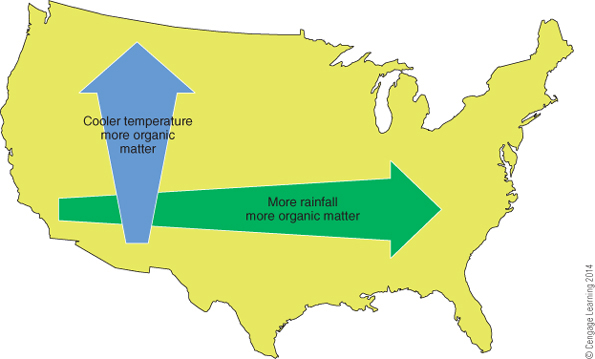 Cooler temperature
more organic
matter
More rainfall
more organic matter
© Cengage Learning 2014